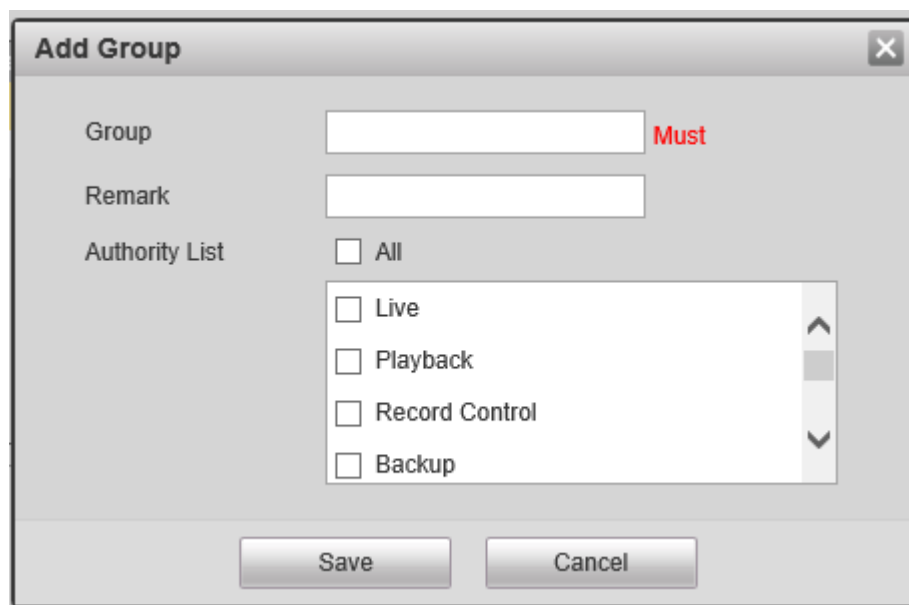 Add Group
Group Must
Remark
Authority List All
Live
Playback
Record Control
Backup
Save Cancel